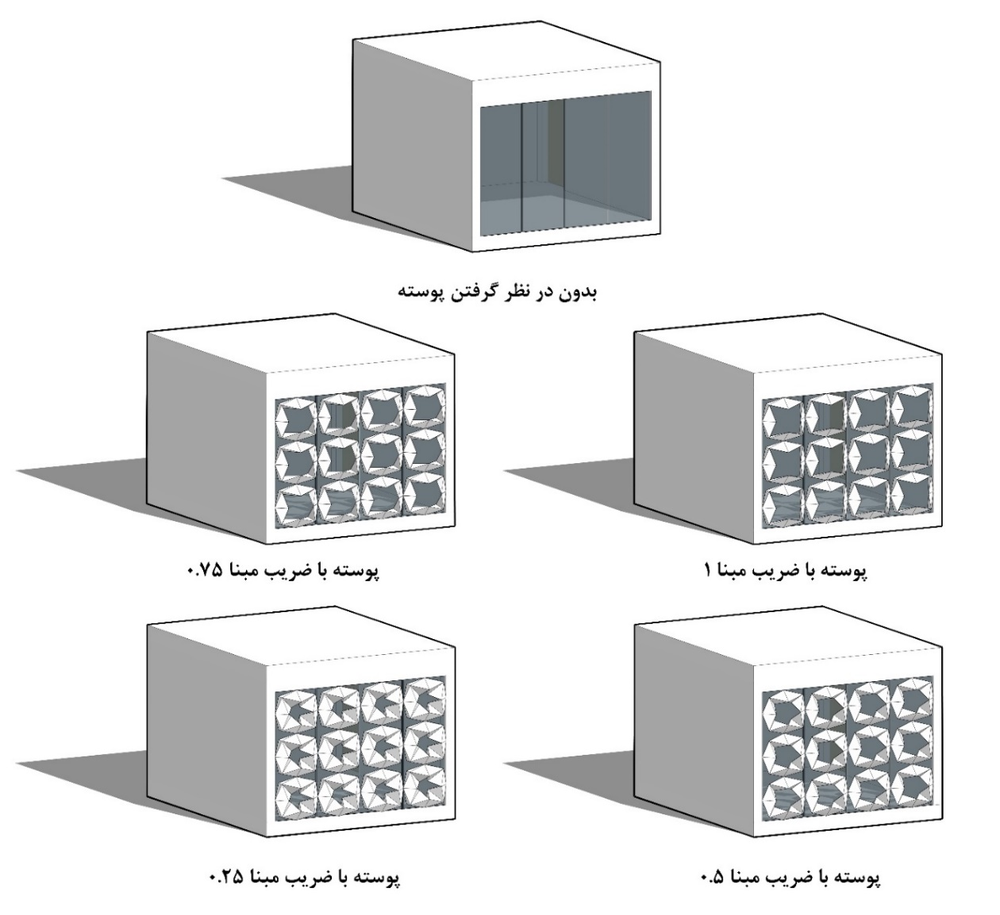 بدون در نظر گرفتن پوسته
پوسته با ضریب مبنا ۱
پوسته با ضریب مبنا ۰.۷۵
پوسته با ضریب مبنا ۰.۵
پوسته با ضریب مبنا ۰.۲۵